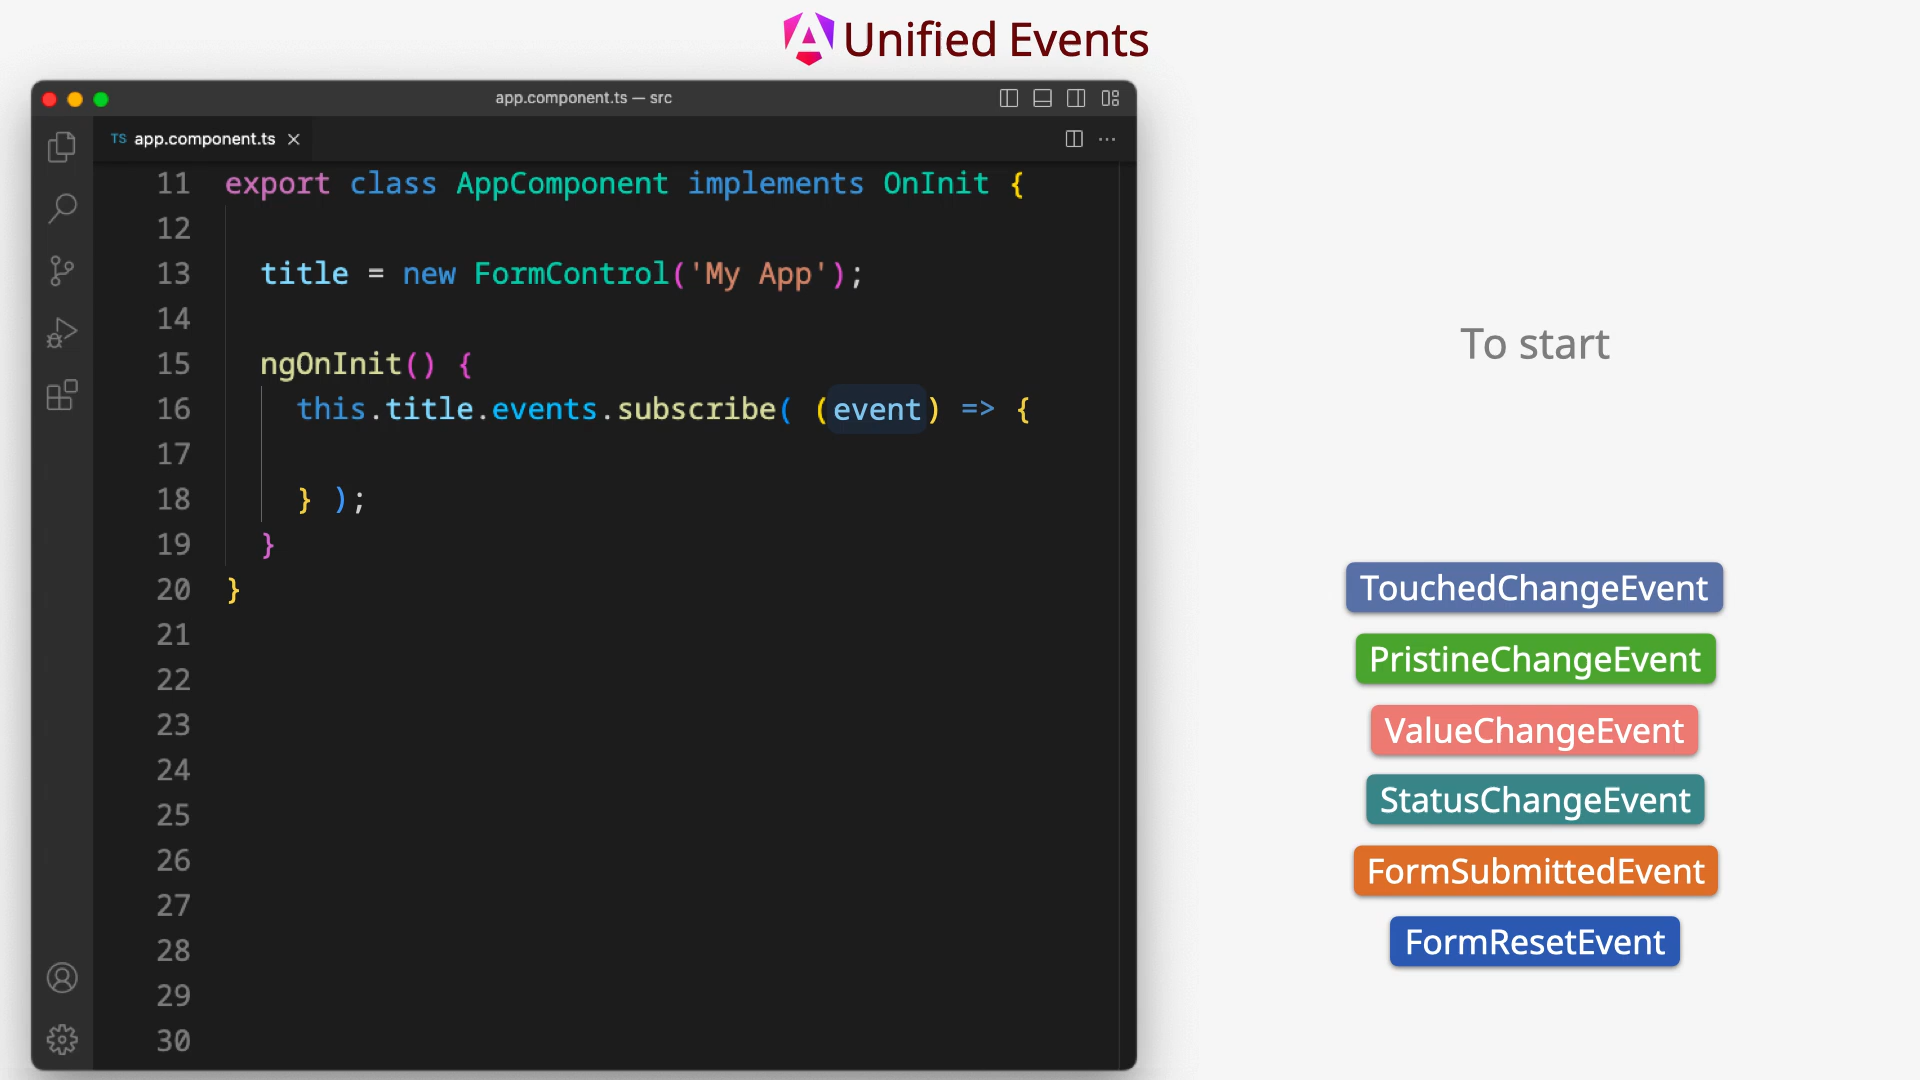 Unified Events
app.component.ts — src
TS app.component.ts
11 export class AppComponent implements OnInit {
12
13 title = new FormControl('My App');
14
15 ngOnInit() {
16 this.title.events.subscribe( (event) => {
17
18 } );
19 }
20 }
21
22
23
24
25
26
27
28
29
30
To start
TouchedChangeEvent
PristineChangeEvent
ValueChangeEvent
StatusChangeEvent
FormSubmittedEvent
FormResetEvent